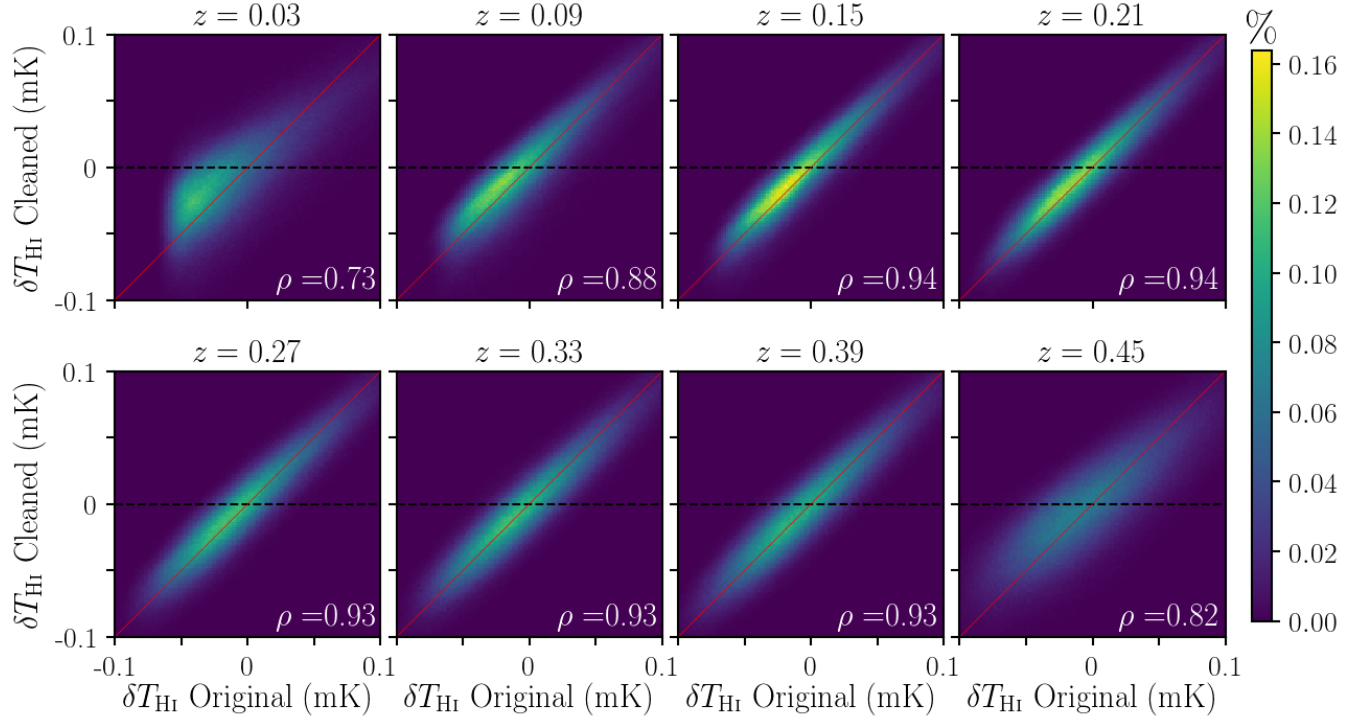 z = 0.03
z = 0.09
z = 0.15
z = 0.21
%
0.1
0
-0.1
δT_HI Cleaned (mK)
ρ =0.73
ρ =0.88
ρ =0.94
ρ =0.94
0.16
0.14
0.12
0.10
0.08
0.06
0.04
0.02
0.00
z = 0.27
z = 0.33
z = 0.39
z = 0.45
0.1
0
-0.1
δT_HI Cleaned (mK)
ρ =0.93
ρ =0.93
ρ =0.93
ρ =0.82
-0.1 0 0.1
0 0.1
0 0.1
0 0.1
δT_HI Original (mK)
δT_HI Original (mK)
δT_HI Original (mK)
δT_HI Original (mK)